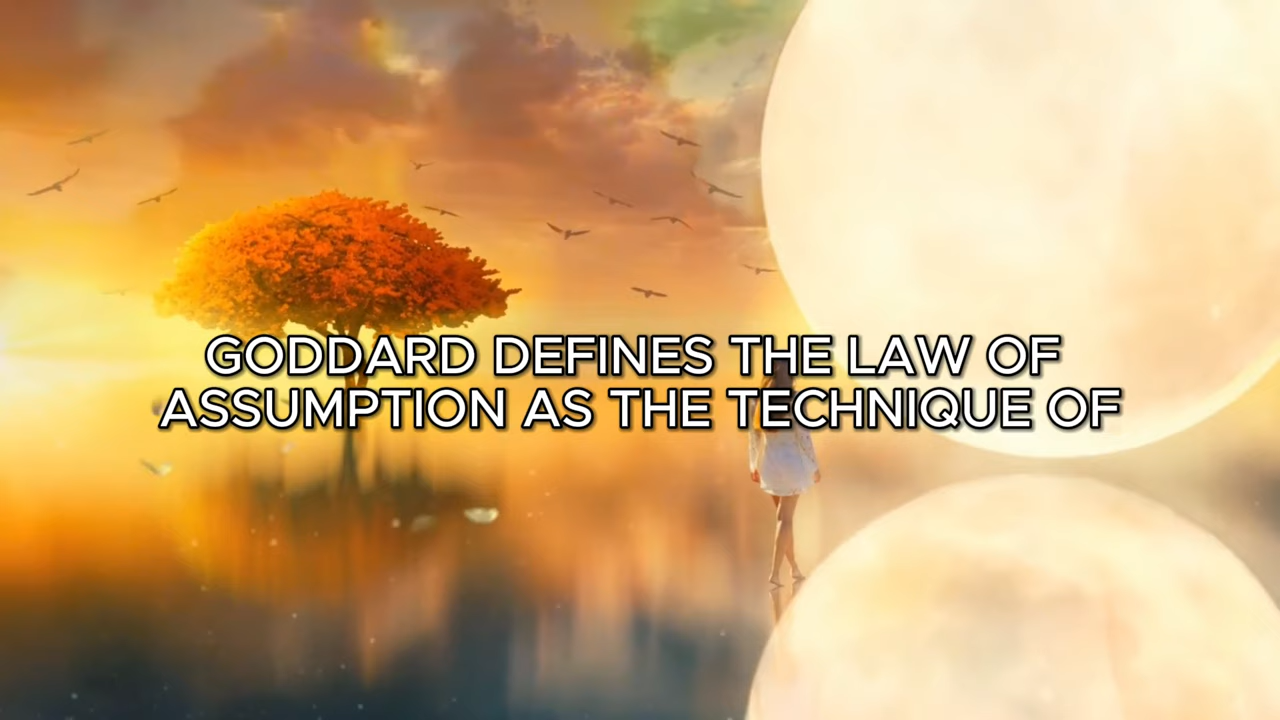 GODDARD DEFINES THE LAW OF
ASSUMPTION AS THE TECHNIQUE OF